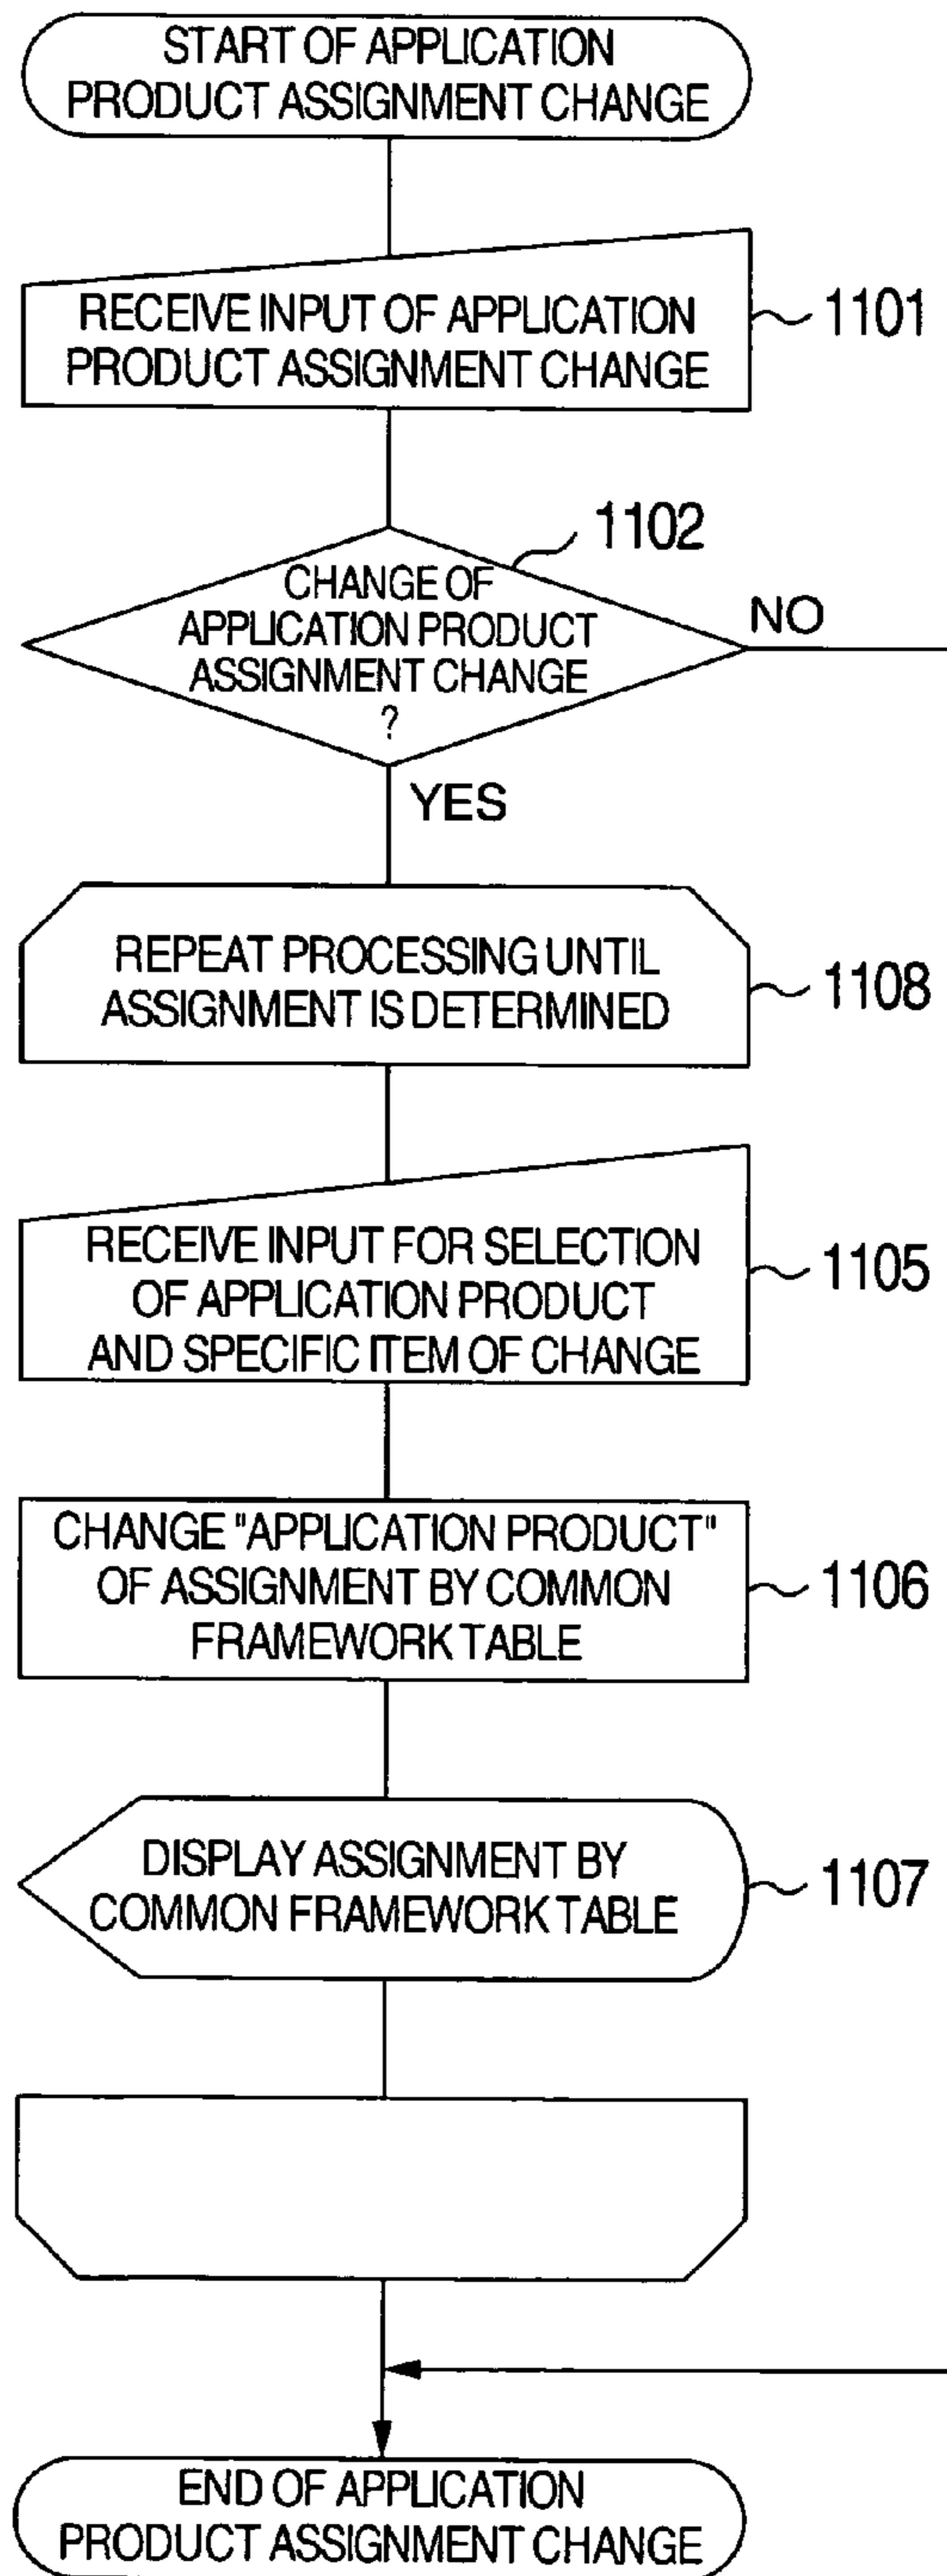 START OF APPLICATION
PRODUCT ASSIGNMENT CHANGE
RECEIVE INPUT OF APPLICATION
PRODUCT ASSIGNMENT CHANGE
1101
1102
CHANGE OF
APPLICATION PRODUCT
ASSIGNMENT CHANGE
?
NO
YES
REPEAT PROCESSING UNTIL
ASSIGNMENT IS DETERMINED
1108
RECEIVE INPUT FOR SELECTION
OF APPLICATION PRODUCT
AND SPECIFIC ITEM OF CHANGE
1105
CHANGE "APPLICATION PRODUCT"
OF ASSIGNMENT BY COMMON
FRAMEWORK TABLE
1106
DISPLAY ASSIGNMENT BY
COMMON FRAMEWORK TABLE
1107
END OF APPLICATION
PRODUCT ASSIGNMENT CHANGE